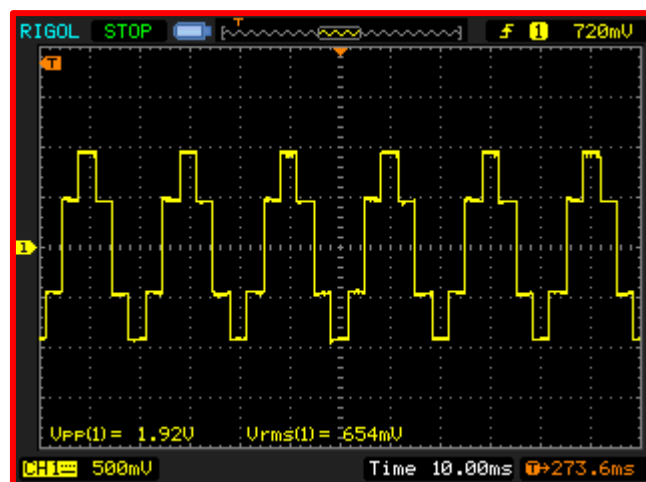 RIGOL STOP T f 1 720mV
T
1
Vpp(1)= 1.92V Vrms(1)= 654mV
CH1 500mV Time 10.00ms T→273.6ms